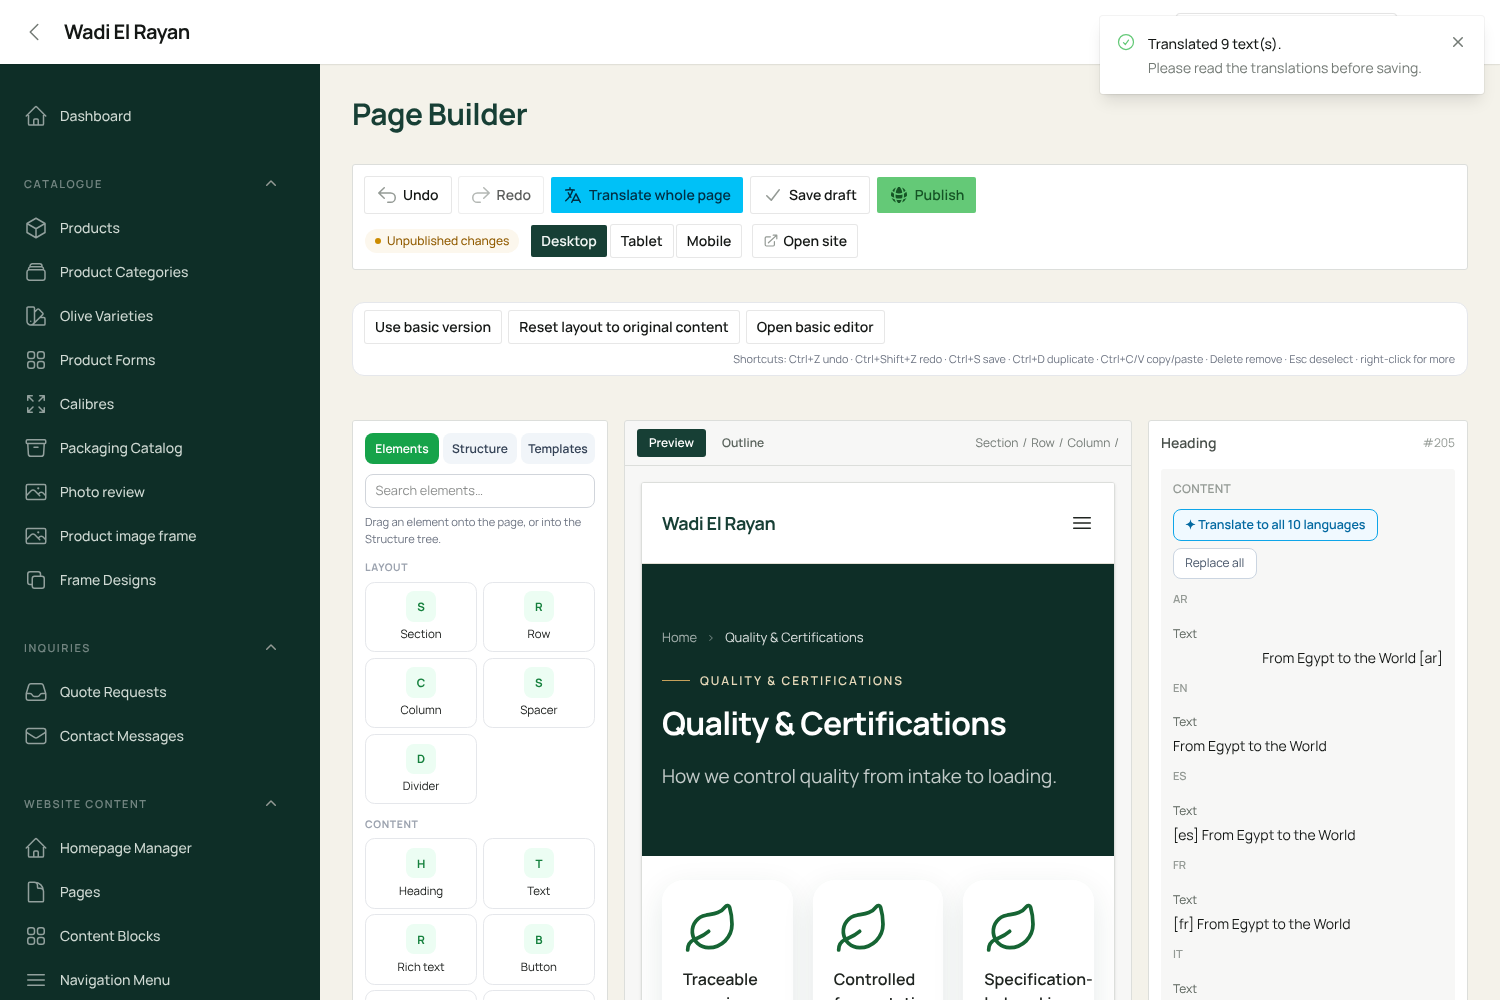 Wadi El Rayan
Translated 9 text(s).
Please read the translations before saving.
Dashboard
CATALOGUE
Products
Product Categories
Olive Varieties
Product Forms
Calibres
Packaging Catalog
Photo review
Product image frame
Frame Designs
INQUIRIES
Quote Requests
Contact Messages
WEBSITE CONTENT
Homepage Manager
Pages
Content Blocks
Navigation Menu
Page Builder
Undo
Redo
Translate whole page
Save draft
Publish
Unpublished changes
Desktop
Tablet
Mobile
Open site
Use basic version
Reset layout to original content
Open basic editor
Shortcuts: Ctrl+Z undo · Ctrl+Shift+Z redo · Ctrl+S save · Ctrl+D duplicate · Ctrl+C/V copy/paste · Delete remove · Esc deselect · right-click for more
Elements
Structure
Templates
Search elements...
Drag an element onto the page, or into the
Structure tree.
LAYOUT
S
Section
R
Row
C
Column
S
Spacer
D
Divider
CONTENT
H
Heading
T
Text
R
Rich text
B
Button
Preview
Outline
Section / Row / Column /
Wadi El Rayan
Home › Quality & Certifications
QUALITY & CERTIFICATIONS
Quality & Certifications
How we control quality from intake to loading.
Traceable
Controlled
Specification-
Heading
#205
CONTENT
✦ Translate to all 10 languages
Replace all
AR
Text
From Egypt to the World [ar]
EN
Text
From Egypt to the World
ES
Text
[es] From Egypt to the World
FR
Text
[fr] From Egypt to the World
IT
Text